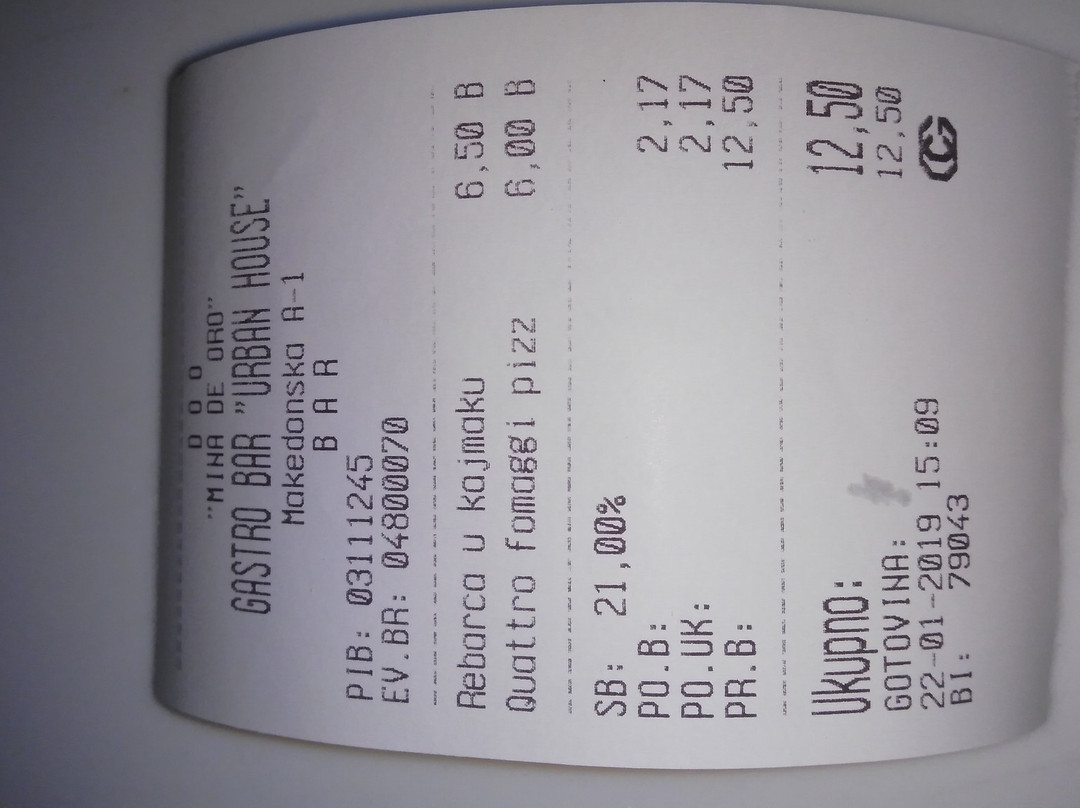 D O O
"MINA DE ORO"
GASTRO BAR "URBAN HOUSE"
Makedonska A-1
B A R
PIB: 03111245
EV.BR: 04800070
Rebarca u kajmaku 6,50 B
Quattro fomaggi pizz 6,00 B
SB: 21,00%
PO.B: 2,17
PO.UK: 2,17
PR.B: 12,50
Ukupno: 12,50
GOTOVINA: 12,50
22-01-2019 15:09
BI: 79043
CG